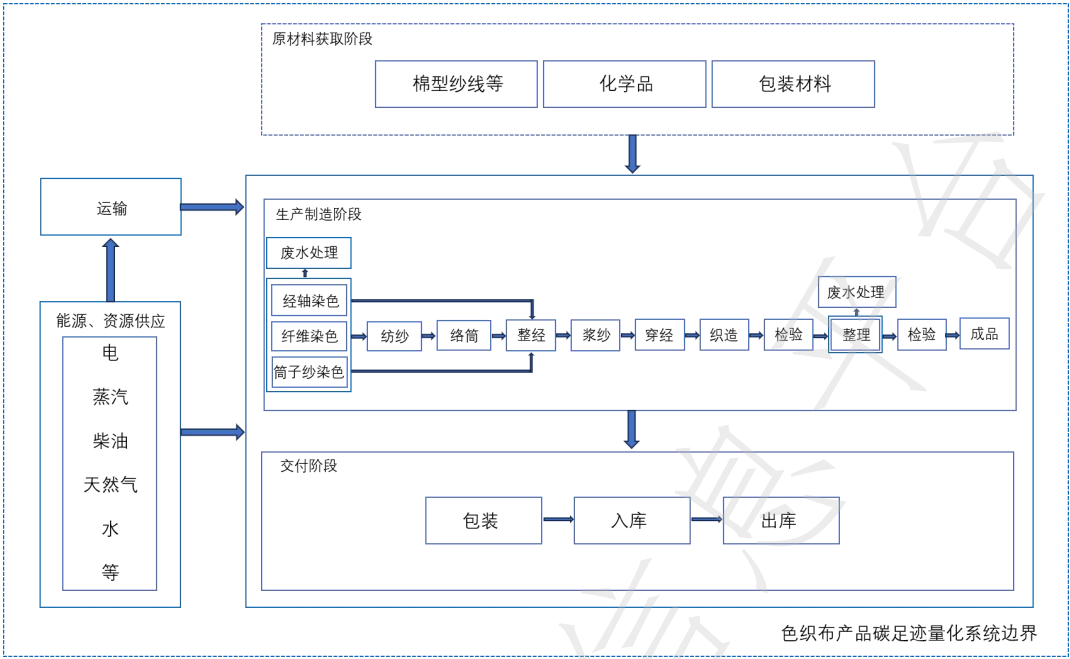 原材料获取阶段
棉型纱线等
化学品
包装材料
运输
能源、资源供应
电
蒸汽
柴油
天然气
水
等
生产制造阶段
废水处理
经轴染色
纤维染色
筒子纱染色
纺纱
络筒
整经
浆纱
穿经
织造
检验
废水处理
整理
检验
成品
交付阶段
包装
入库
出库
色织布产品碳足迹量化系统边界